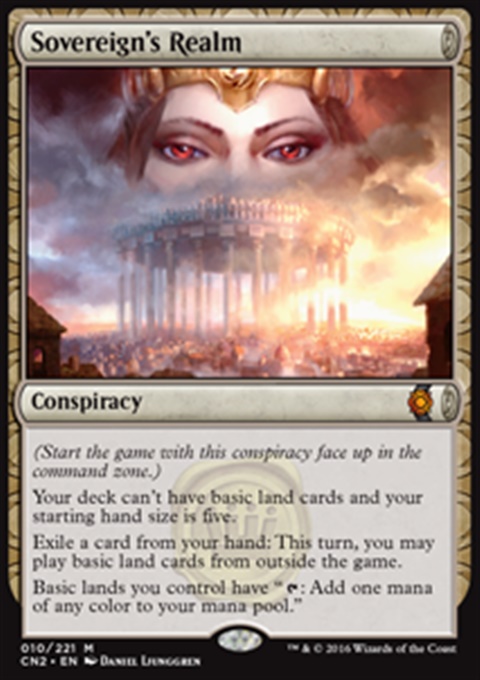 Sovereign's Realm
Conspiracy
(Start the game with this conspiracy face up in the
command zone.)
Your deck can't have basic land cards and your
starting hand size is five.
Exile a card from your hand: This turn, you may
play basic land cards from outside the game.
Basic lands you control have “ : Add one mana
of any color to your mana pool.”
010/221 M
CN2 • EN Daniel Ljunggren
™ & © 2016 Wizards of the Coast